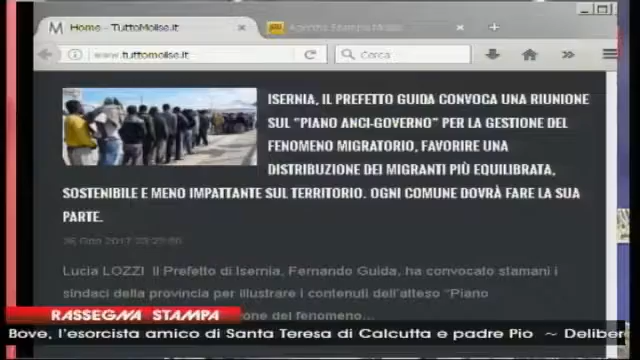 Home - TuttoMolise.it
www.tuttomolise.it
Cerca
ISERNIA, IL PREFETTO GUIDA CONVOCA UNA RIUNIONE
SUL "PIANO ANCI-GOVERNO" PER LA GESTIONE DEL
FENOMENO MIGRATORIO, FAVORIRE UNA
DISTRIBUZIONE DEI MIGRANTI PIÙ EQUILIBRATA,
SOSTENIBILE E MENO IMPATTANTE SUL TERRITORIO. OGNI COMUNE DOVRÀ FARE LA SUA
PARTE.
2017
Lucia LOZZI Il Prefetto di Isernia, Fernando Guida, ha convocato stamani i
sindaci della provincia per illustrare i contenuti dell'atteso "Piano
one del fenomeno...
RASSEGNA STAMPA
Bove, l'esorcista amico di Santa Teresa di Calcutta e padre Pio ~ Deliber